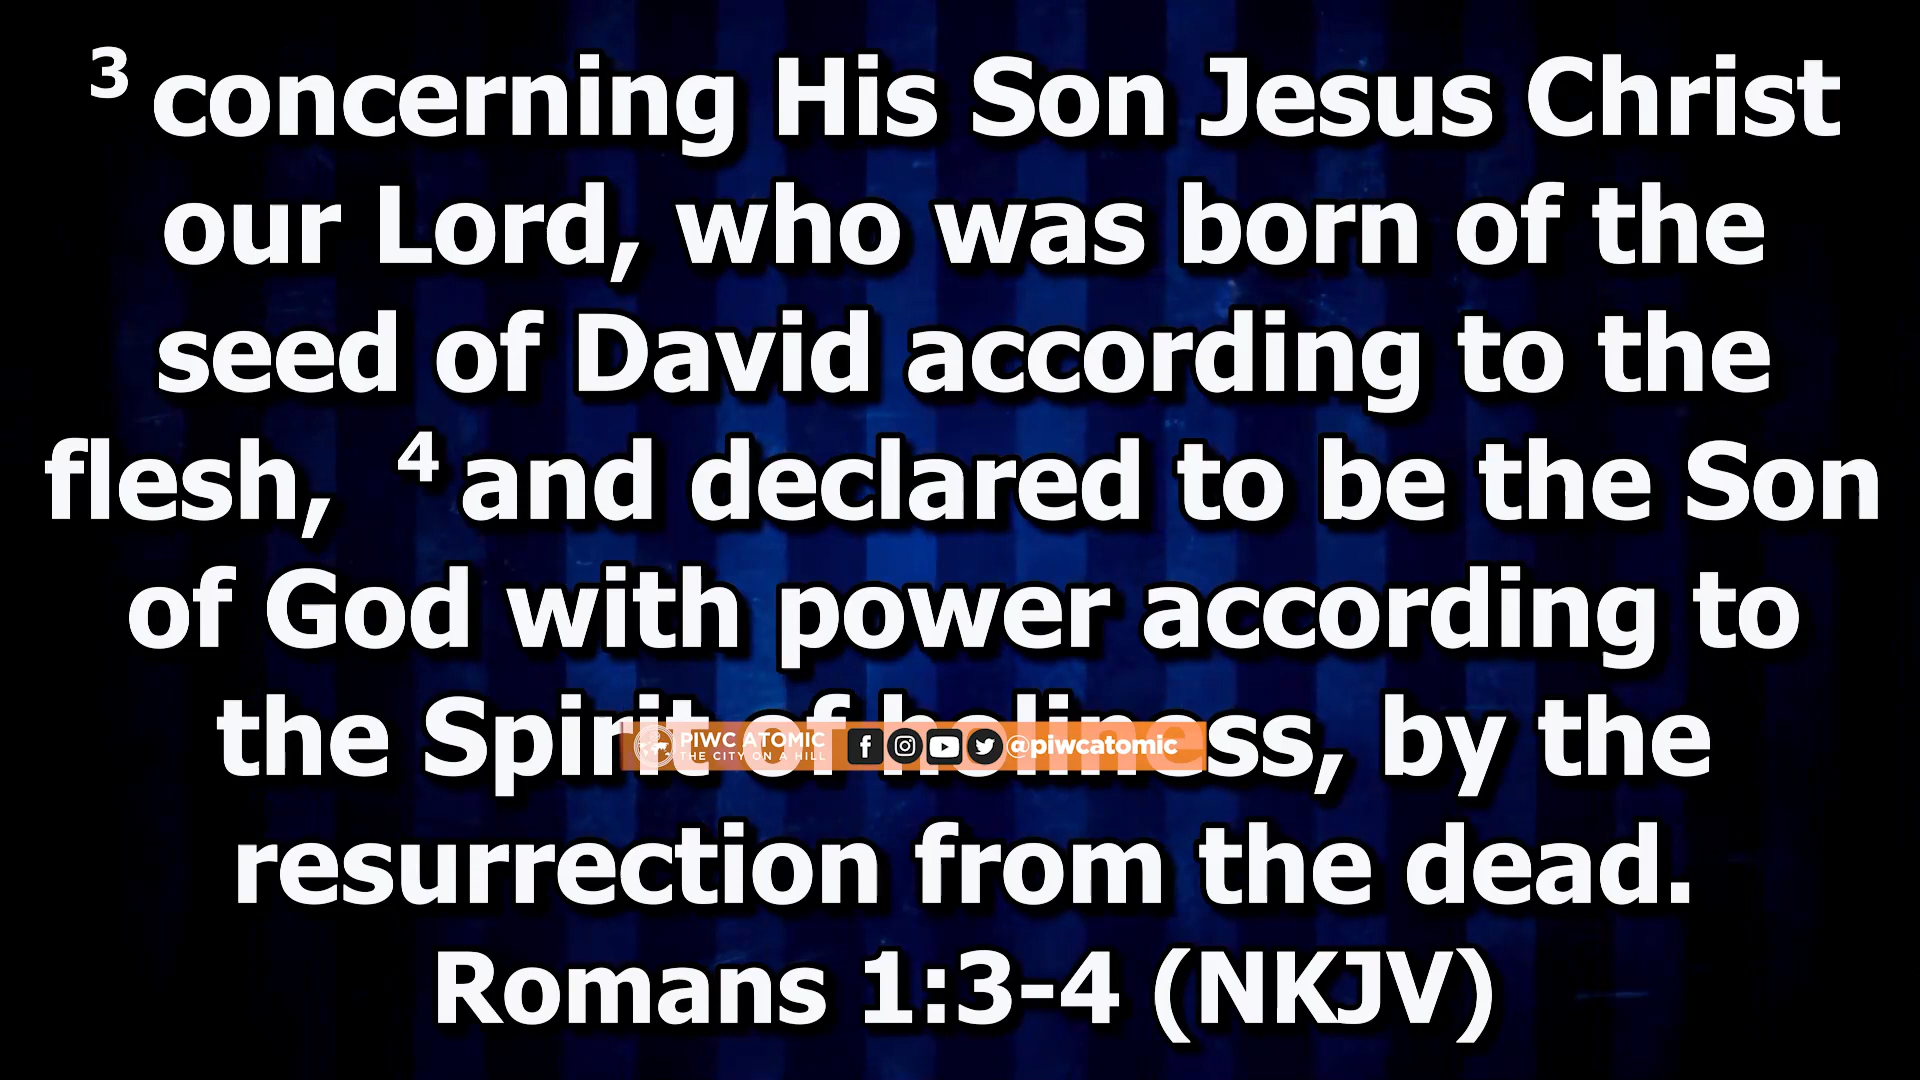 3 concerning His Son Jesus Christ
our Lord, who was born of the
seed of David according to the
flesh, 4 and declared to be the Son
of God with power according to
the Spirit of holiness, by the
PIWC ATOMIC
THE CITY ON A HILL
@piwcatomic
resurrection from the dead.
Romans 1:3-4 (NKJV)